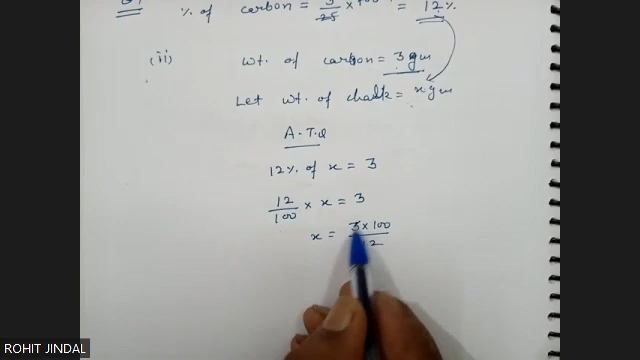 % of carbon = 3/25 × 100 = 12%
(ii) wt. of carbon = 3 gm
Let wt. of chalk = x gm
A.T.Q
12% of x = 3
12/100 × x = 3
x = 3 × 100 / 12
ROHIT JINDAL